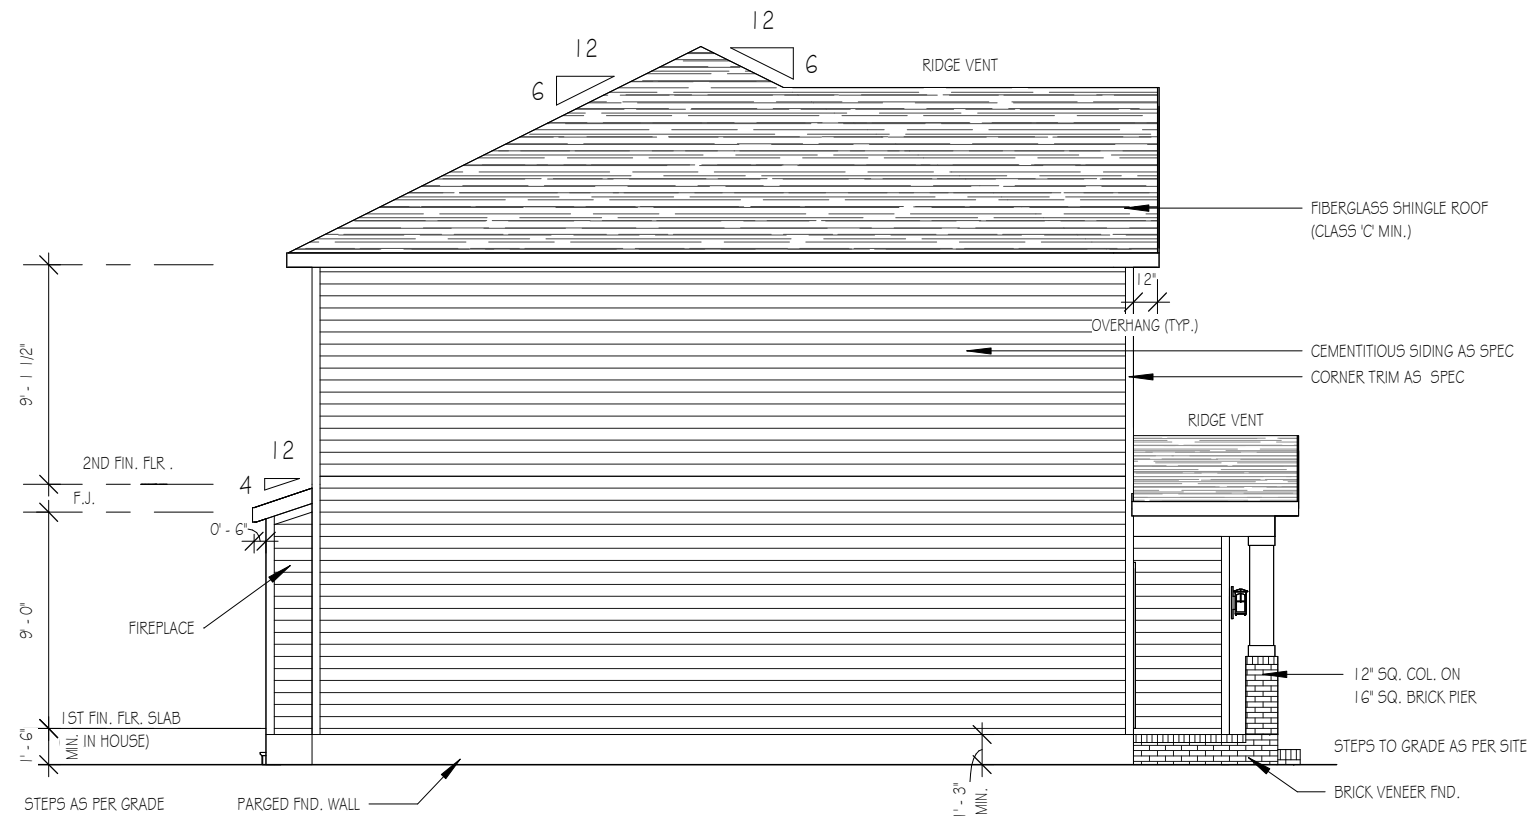 12
12
6
6
RIDGE VENT
FIBERGLASS SHINGLE ROOF
(CLASS 'C' MIN.)
12"
OVERHANG (TYP.)
CEMENTITIOUS SIDING AS SPEC
CORNER TRIM AS SPEC
9' - 1 1/2"
RIDGE VENT
12
4
2ND FIN. FLR .
F.J.
0' - 6"
9' - 0"
FIREPLACE
12" SQ. COL. ON
16" SQ. BRICK PIER
1ST FIN. FLR. SLAB
MIN. IN HOUSE)
1' - 6"
STEPS TO GRADE AS PER SITE
1' - 3"
MIN.
BRICK VENEER FND.
STEPS AS PER GRADE
PARGED FND. WALL